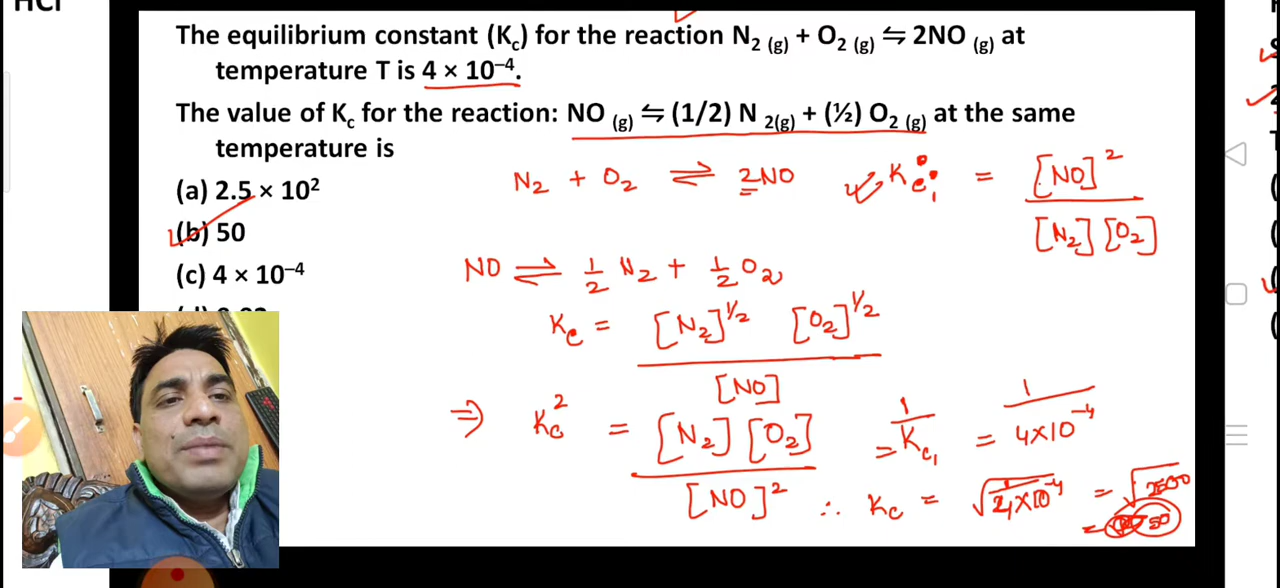 HCl
The equilibrium constant (Kc) for the reaction N2 (g) + O2 (g) ⇋ 2NO (g) at
temperature T is 4 × 10–4.
The value of Kc for the reaction: NO (g) ⇋ (1/2) N 2(g) + (½) O2 (g) at the same
temperature is
(a) 2.5 × 10²
(b) 50
(c) 4 × 10–4
N2 + O2 ⇌ 2NO Kc1 = [NO]²
[N2] [O2]
NO ⇌ 1/2 N2 + 1/2 O2
Kc = [N2]^1/2 [O2]^1/2
[NO]
⇒ Kc² = [N2] [O2] = 1/Kc1 = 1/4×10^-4
[NO]²
∴ Kc = √1/4×10^-4 = √2500
= 50